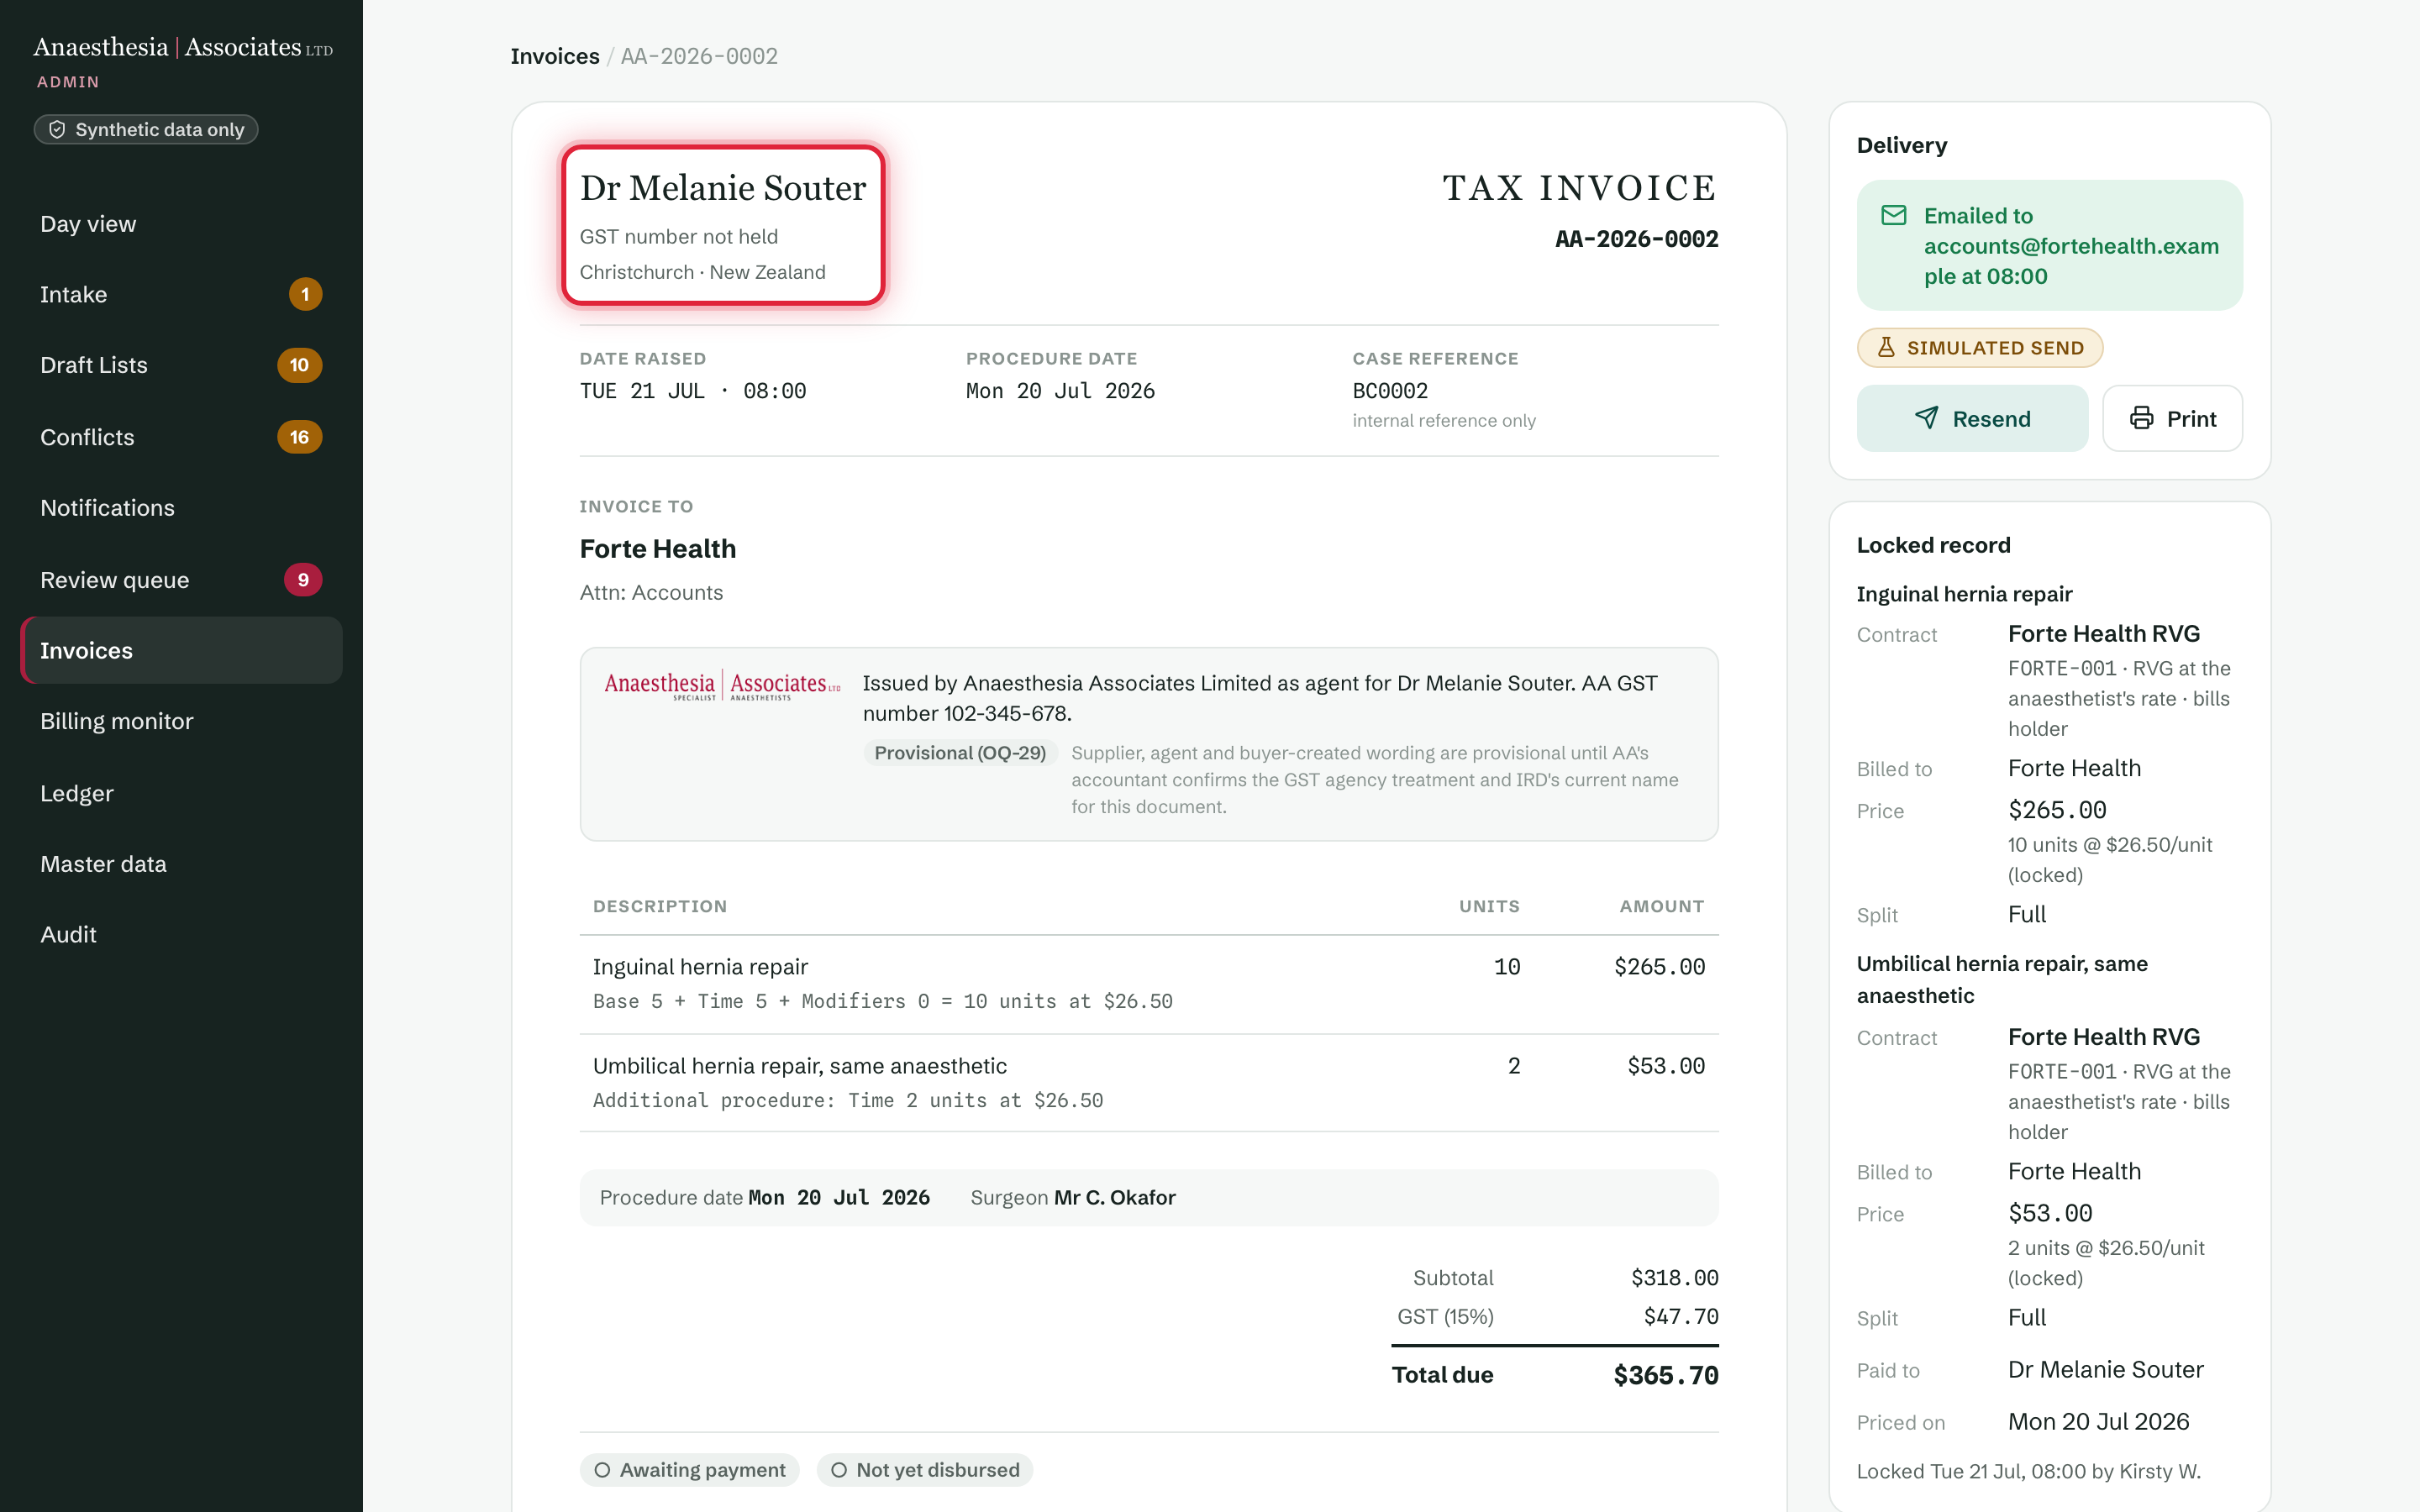 Anaesthesia | Associates LTD
ADMIN
Synthetic data only
Day view
Intake 1
Draft Lists 10
Conflicts 16
Notifications
Review queue 9
Invoices
Billing monitor
Ledger
Master data
Audit
Invoices / AA-2026-0002
Dr Melanie Souter
GST number not held
Christchurch · New Zealand
TAX INVOICE
AA-2026-0002
DATE RAISED
TUE 21 JUL · 08:00
PROCEDURE DATE
Mon 20 Jul 2026
CASE REFERENCE
BC0002
internal reference only
INVOICE TO
Forte Health
Attn: Accounts
Anaesthesia | Associates LTD
SPECIALIST ANAESTHETISTS
Issued by Anaesthesia Associates Limited as agent for Dr Melanie Souter. AA GST
number 102-345-678.
Provisional (OQ-29)
Supplier, agent and buyer-created wording are provisional until AA's
accountant confirms the GST agency treatment and IRD's current name
for this document.
DESCRIPTION UNITS AMOUNT
Inguinal hernia repair 10 $265.00
Base 5 + Time 5 + Modifiers 0 = 10 units at $26.50
Umbilical hernia repair, same anaesthetic 2 $53.00
Additional procedure: Time 2 units at $26.50
Procedure date Mon 20 Jul 2026 Surgeon Mr C. Okafor
Subtotal $318.00
GST (15%) $47.70
Total due $365.70
Awaiting payment Not yet disbursed
Delivery
Emailed to
accounts@fortehealth.exam
ple at 08:00
SIMULATED SEND
Resend Print
Locked record
Inguinal hernia repair
Contract Forte Health RVG
FORTE-001 · RVG at the
anaesthetist's rate · bills
holder
Billed to Forte Health
Price $265.00
10 units @ $26.50/unit
(locked)
Split Full
Umbilical hernia repair, same
anaesthetic
Contract Forte Health RVG
FORTE-001 · RVG at the
anaesthetist's rate · bills
holder
Billed to Forte Health
Price $53.00
2 units @ $26.50/unit
(locked)
Split Full
Paid to Dr Melanie Souter
Priced on Mon 20 Jul 2026
Locked Tue 21 Jul, 08:00 by Kirsty W.